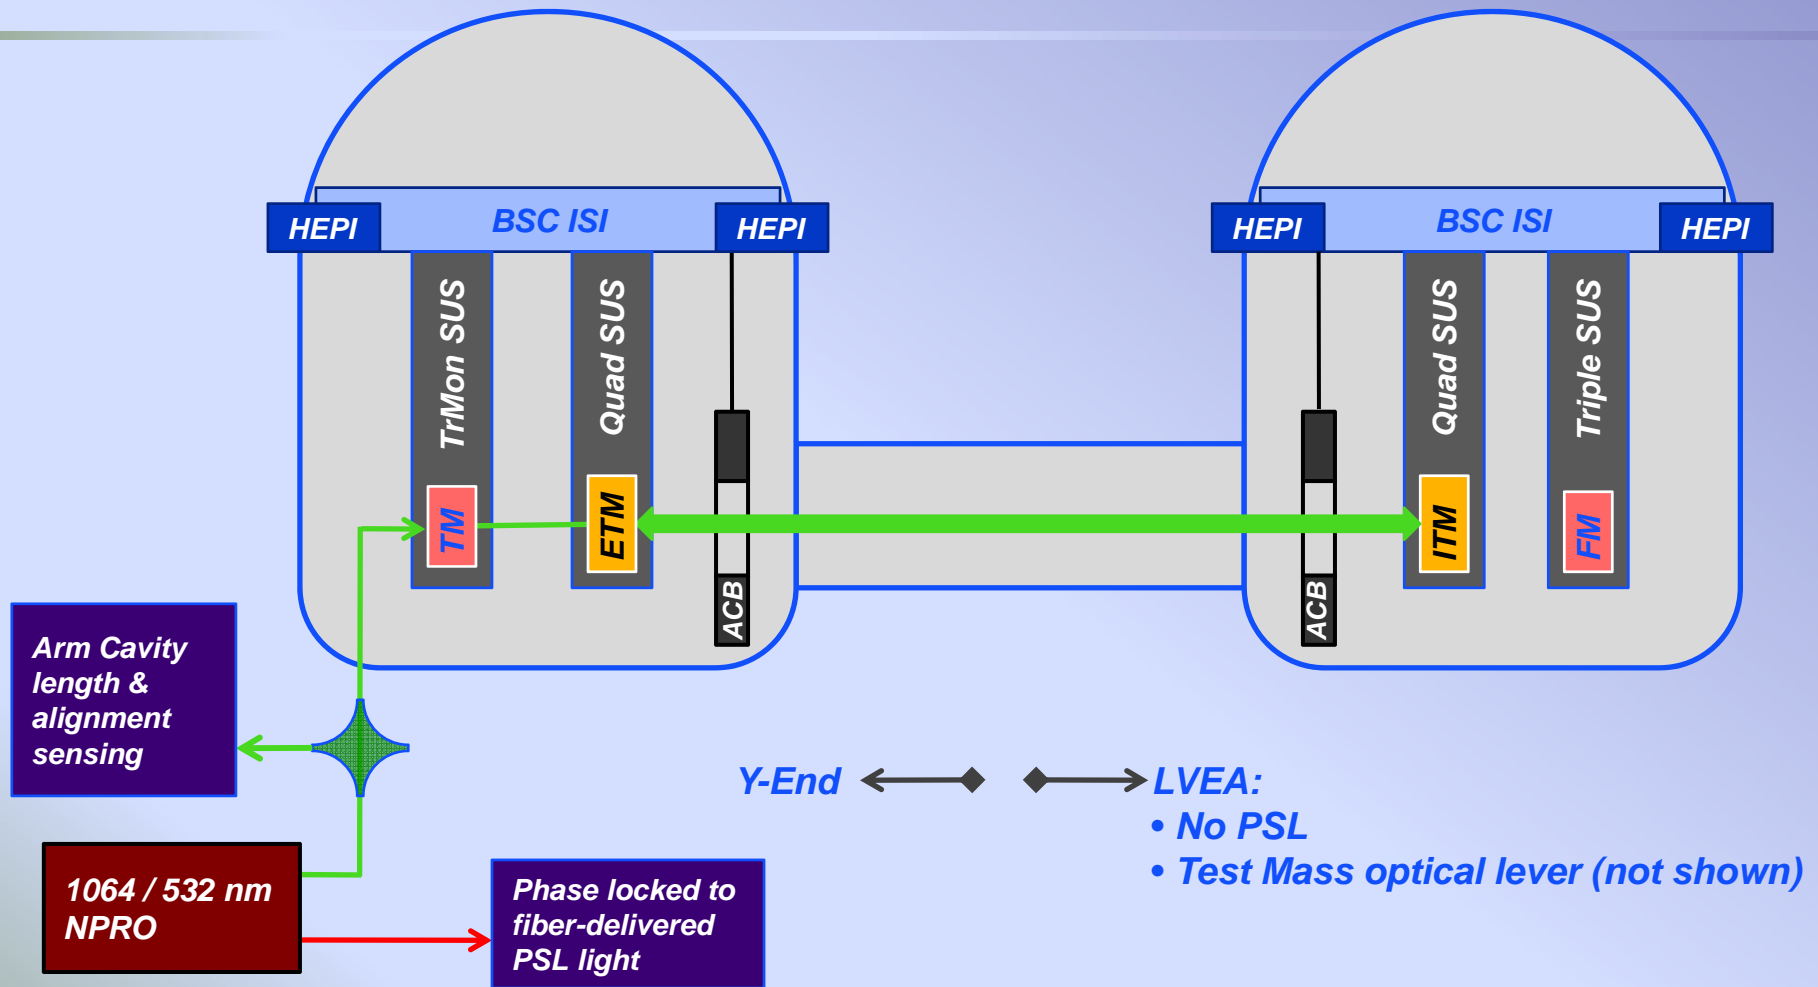 HEPI
BSC ISI
HEPI
TrMon SUS
Quad SUS
TM
ETM
ACB
HEPI
BSC ISI
HEPI
Quad SUS
Triple SUS
ITM
FM
ACB
Arm Cavity
length &
alignment
sensing
1064 / 532 nm
NPRO
Phase locked to
fiber-delivered
PSL light
Y-End
LVEA:
• No PSL
• Test Mass optical lever (not shown)